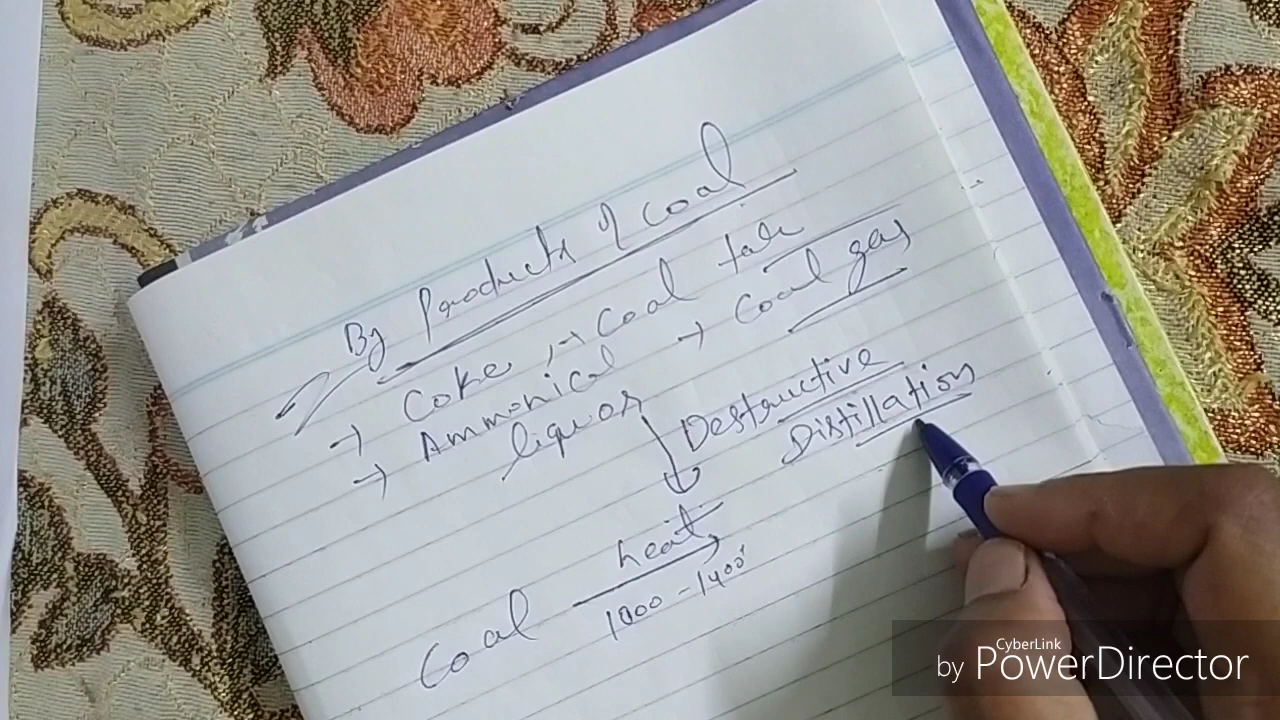 By Products of Coal
→ Coke, → Coal tar
→ Ammonical → Coal gas
liquor
Destructive
Distillation
Coal heat
1000 - 1400°
CyberLink
by PowerDirector